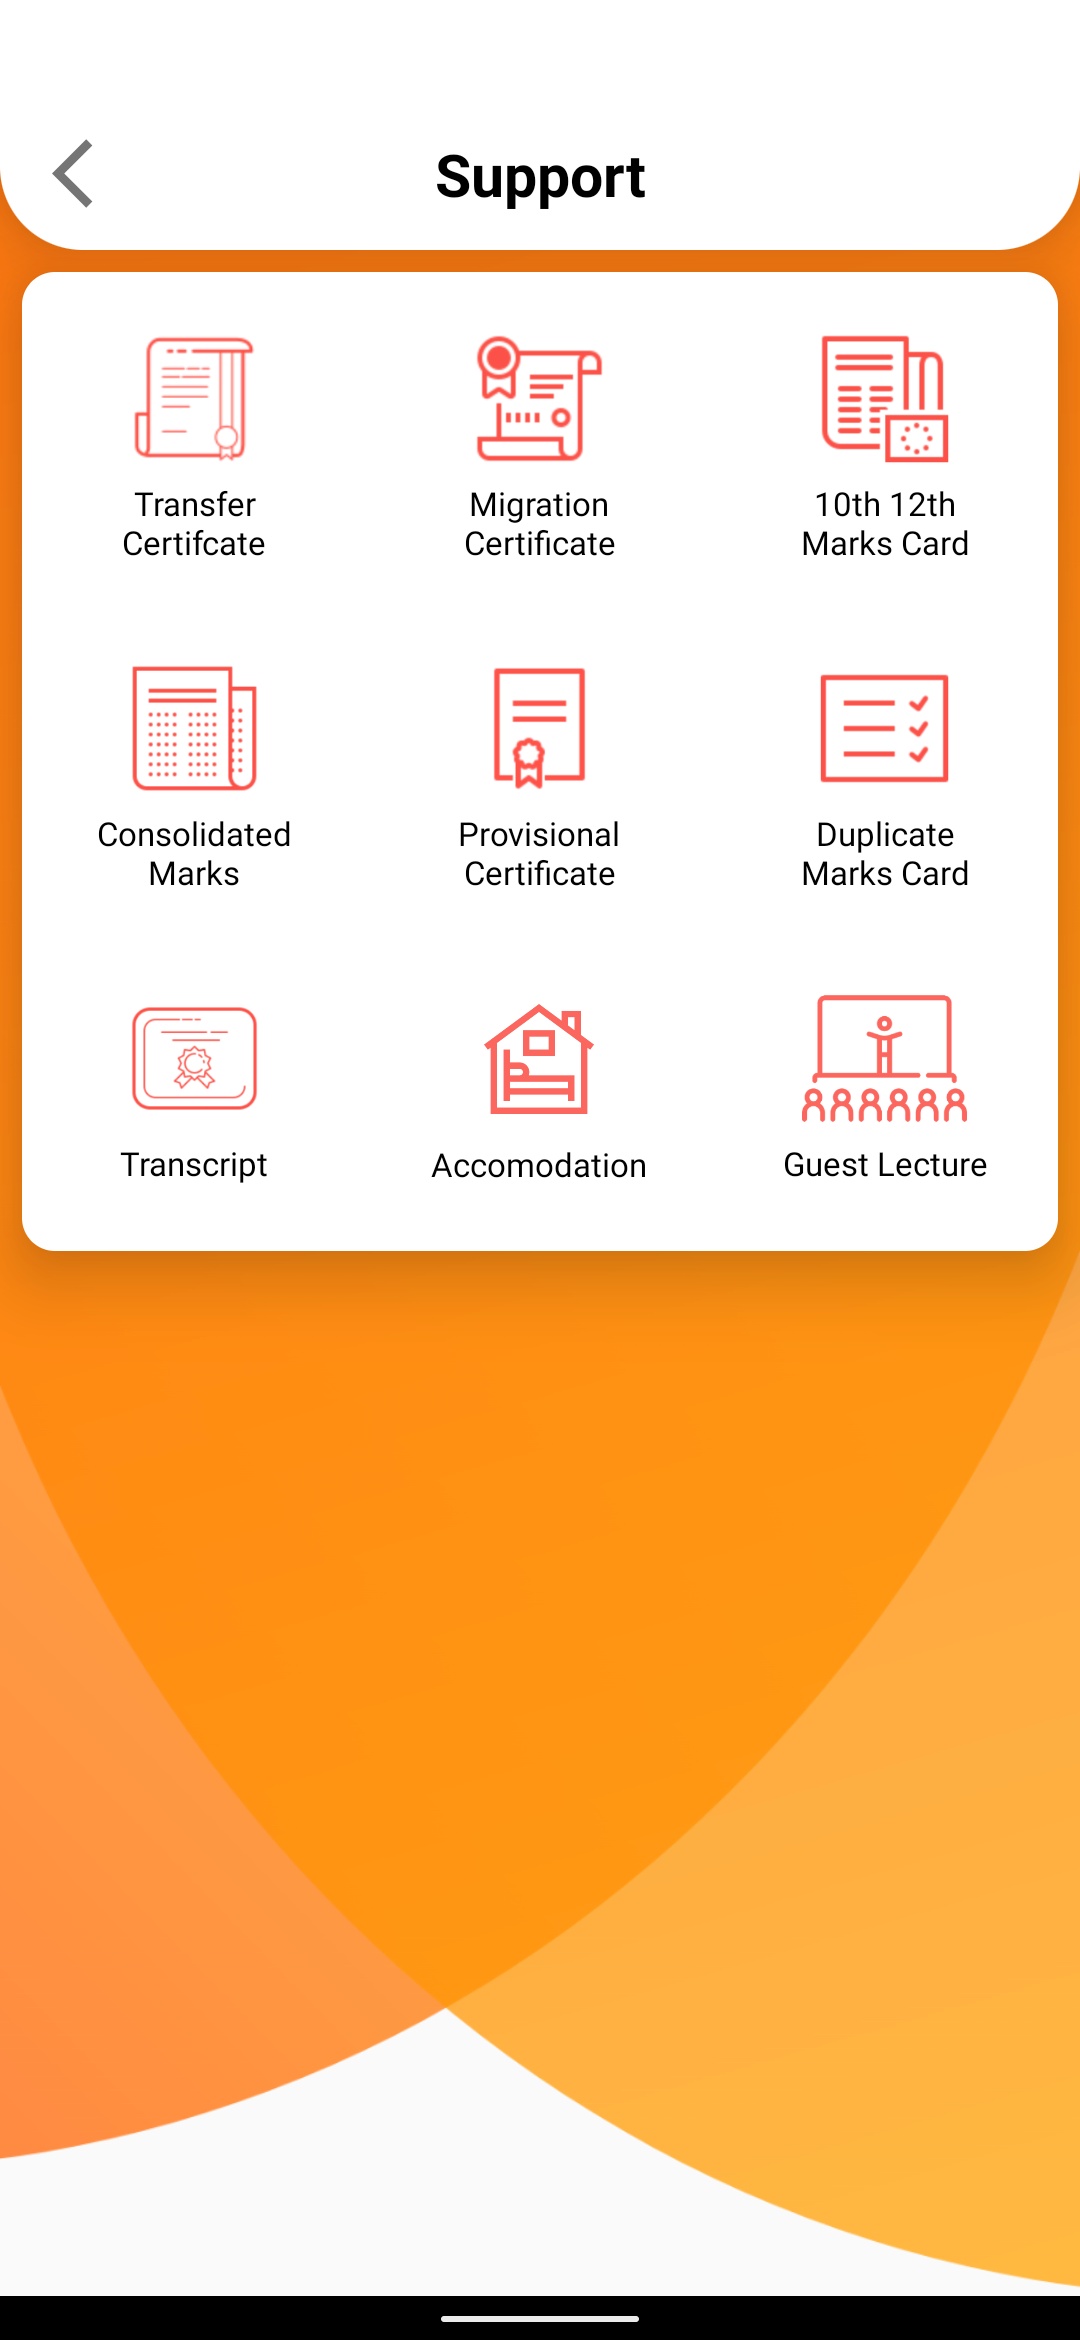 Support
Transfer
Certifcate
Migration
Certificate
10th 12th
Marks Card
Consolidated
Marks
Provisional
Certificate
Duplicate
Marks Card
Transcript
Accomodation
Guest Lecture